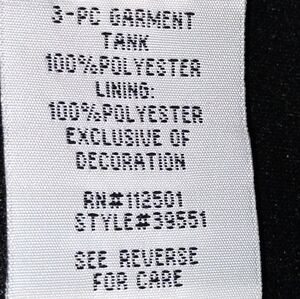 3-PC GARMENT
TANK
100%POLYESTER
LINING:
100%POLYESTER
EXCLUSIVE OF
DECORATION
RN#112501
STYLE#39551
SEE REVERSE
FOR CARE